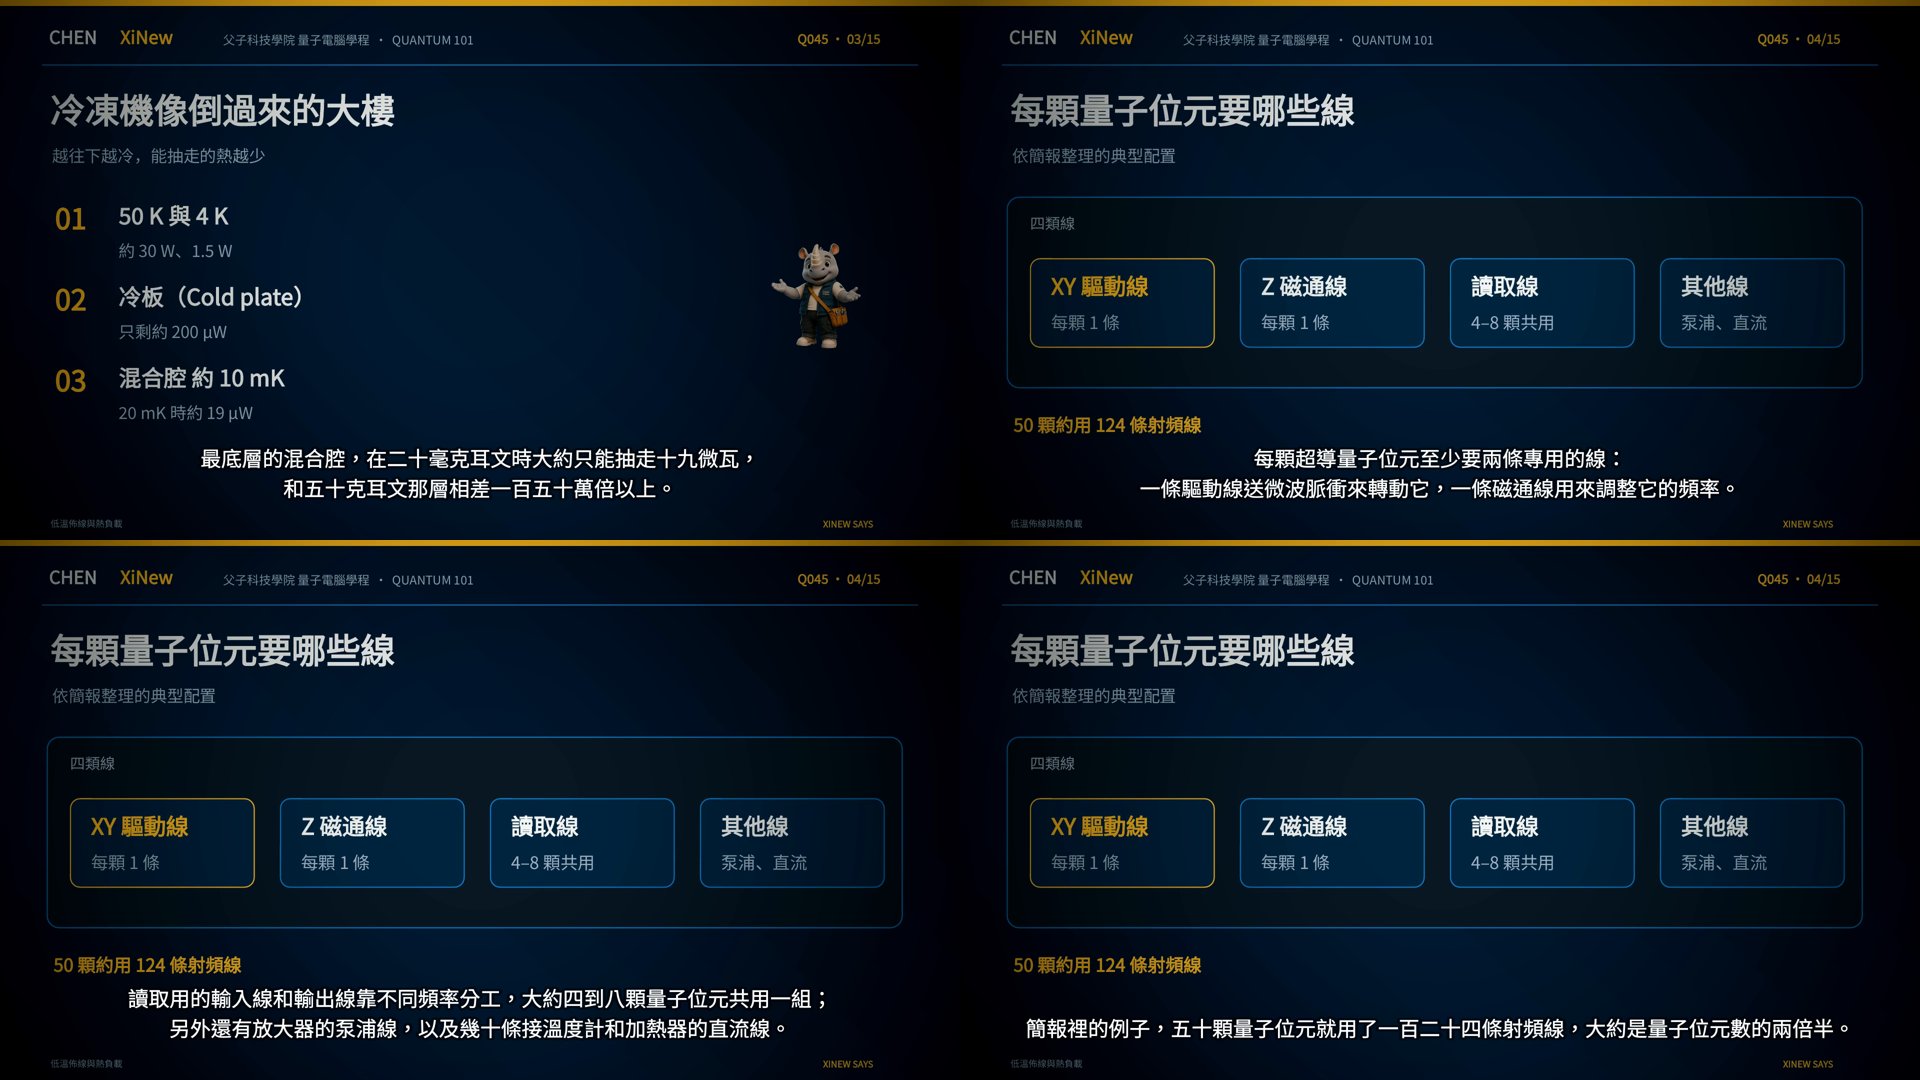 CHEN XiNew 父子科技學院 量子電腦學程 · QUANTUM 101 Q045 · 03/15
冷凍機像倒過來的大樓
越往下越冷，能抽走的熱越少
01 50 K 與 4 K
約 30 W、1.5 W
02 冷板（Cold plate）
只剩約 200 µW
03 混合腔 約 10 mK
20 mK 時約 19 µW
最底層的混合腔，在二十毫克耳文時大約只能抽走十九微瓦，
和五十克耳文那層相差一百五十萬倍以上。
低溫佈線與熱負載 XINEW SAYS
CHEN XiNew 父子科技學院 量子電腦學程 · QUANTUM 101 Q045 · 04/15
每顆量子位元要哪些線
依簡報整理的典型配置
四類線
XY 驅動線 Z 磁通線 讀取線 其他線
每顆 1 條 每顆 1 條 4–8 顆共用 泵浦、直流
50 顆約用 124 條射頻線
每顆超導量子位元至少要兩條專用的線：
一條驅動線送微波脈衝來轉動它，一條磁通線用來調整它的頻率。
低溫佈線與熱負載 XINEW SAYS
CHEN XiNew 父子科技學院 量子電腦學程 · QUANTUM 101 Q045 · 04/15
每顆量子位元要哪些線
依簡報整理的典型配置
四類線
XY 驅動線 Z 磁通線 讀取線 其他線
每顆 1 條 每顆 1 條 4–8 顆共用 泵浦、直流
50 顆約用 124 條射頻線
讀取用的輸入線和輸出線靠不同頻率分工，大約四到八顆量子位元共用一組；
另外還有放大器的泵浦線，以及幾十條接溫度計和加熱器的直流線。
低溫佈線與熱負載 XINEW SAYS
CHEN XiNew 父子科技學院 量子電腦學程 · QUANTUM 101 Q045 · 04/15
每顆量子位元要哪些線
依簡報整理的典型配置
四類線
XY 驅動線 Z 磁通線 讀取線 其他線
每顆 1 條 每顆 1 條 4–8 顆共用 泵浦、直流
50 顆約用 124 條射頻線
簡報裡的例子，五十顆量子位元就用了一百二十四條射頻線，大約是量子位元數的兩倍半。
低溫佈線與熱負載 XINEW SAYS